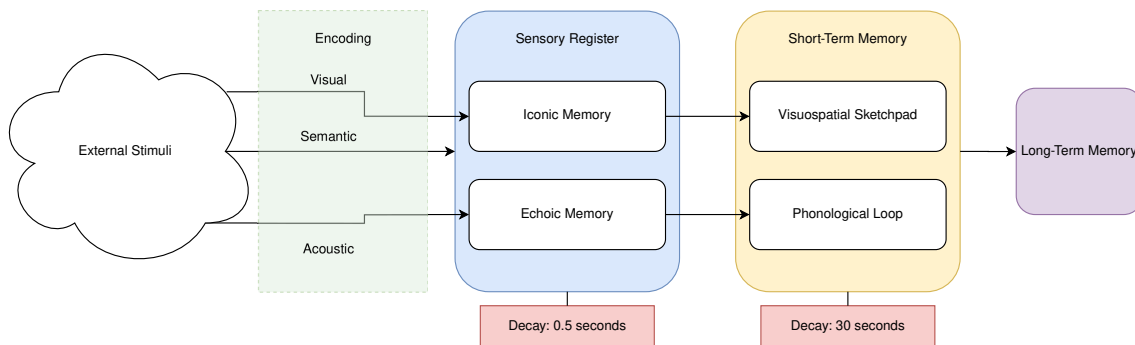 Encoding
Sensory Register
Short-Term Memory
Visual
Iconic Memory
Visuospatial Sketchpad
External Stimuli
Semantic
Long-Term Memory
Echoic Memory
Phonological Loop
Acoustic
Decay: 0.5 seconds
Decay: 30 seconds